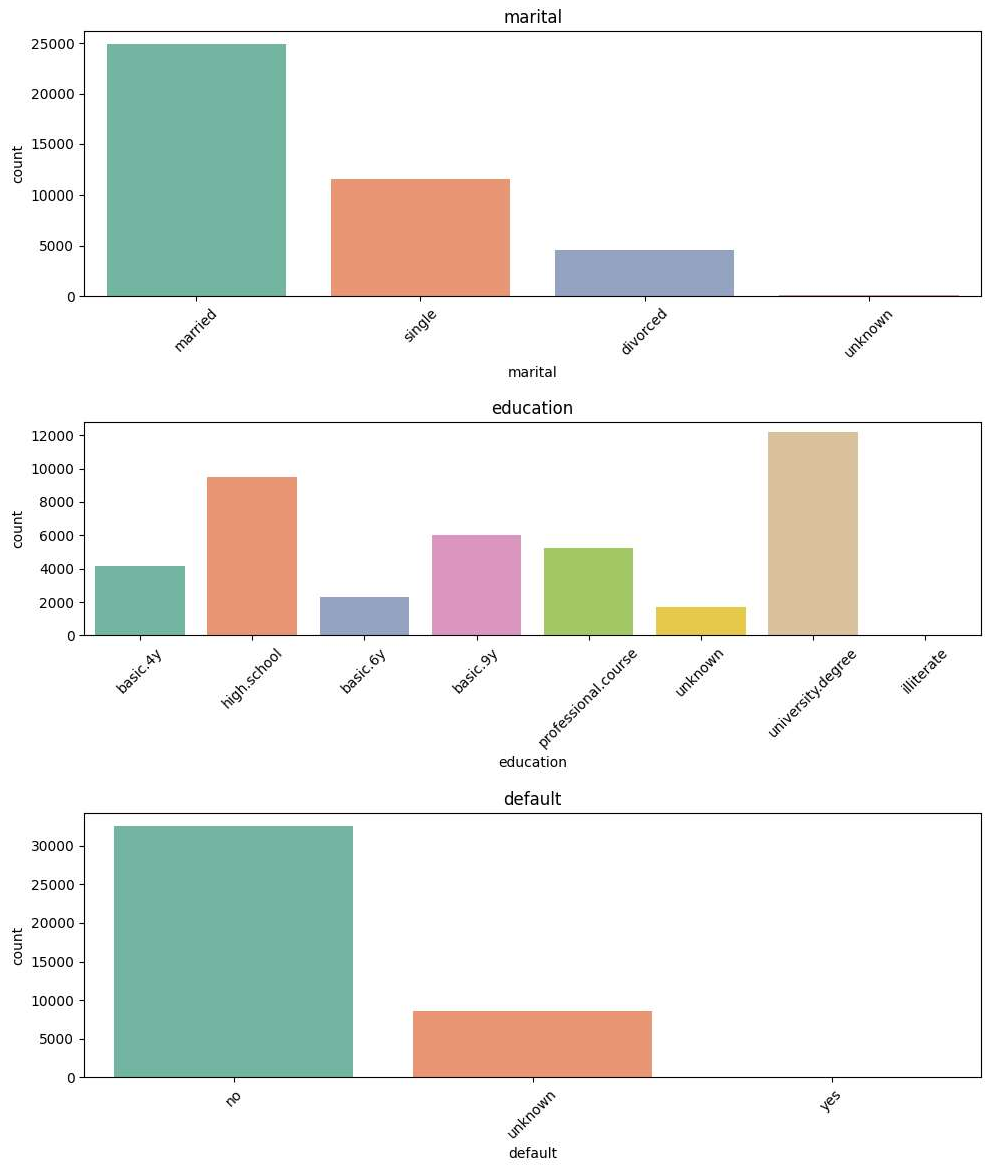 marital
25000
20000
15000
10000
5000
0
count
married single divorced unknown
marital
education
12000
10000
8000
6000
4000
2000
0
count
basic.4y high.school basic.6y basic.9y professional.course unknown university.degree illiterate
education
default
30000
25000
20000
15000
10000
5000
0
count
no unknown yes
default